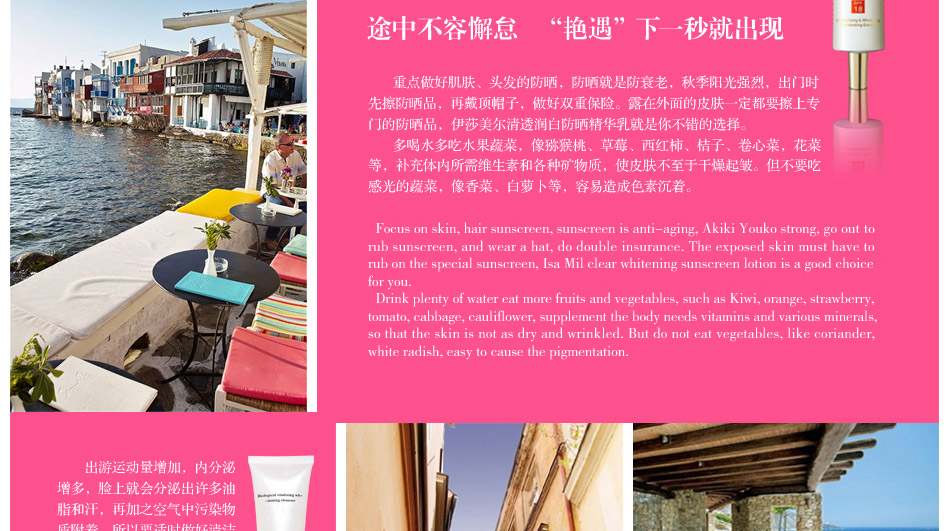 途中不容懈怠 “艳遇”下一秒就出现
重点做好肌肤、头发的防晒，防晒就是防衰老，秋季阳光强烈，出门时
先擦防晒品，再戴顶帽子，做好双重保险。露在外面的皮肤一定都要擦上专
门的防晒品，伊莎美尔清透润白防晒精华乳就是你不错的选择。
多喝水多吃水果蔬菜，像猕猴桃、草莓、西红柿、桔子、卷心菜，花菜
等，补充体内所需维生素和各种矿物质，使皮肤不至于干燥起皱。但不要吃
感光的蔬菜，像香菜、白萝卜等，容易造成色素沉着。
Focus on skin, hair sunscreen, sunscreen is anti-aging, Akiki Youko strong, go out to
rub sunscreen, and wear a hat, do double insurance. The exposed skin must have to
rub on the special sunscreen, Isa Mil clear whitening sunscreen lotion is a good choice
for you.
Drink plenty of water eat more fruits and vegetables, such as Kiwi, orange, strawberry,
tomato, cabbage, cauliflower, supplement the body needs vitamins and various minerals,
so that the skin is not as dry and wrinkled. But do not eat vegetables, like coriander,
white radish, easy to cause the pigmentation.
出游运动量增加，内分泌
增多，脸上就会分泌出许多油
脂和汗，再加之空气中污染物
质附着，所以要适时做好清洁
SPF
18